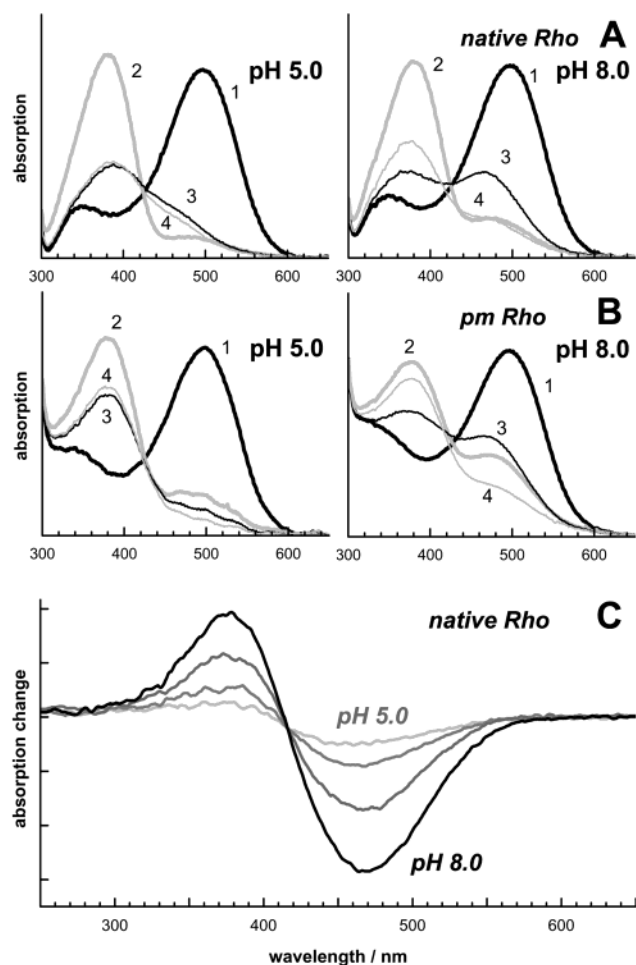 native Rho A
pH 5.0 pH 8.0
absorption
2 1 3 4
2 1 3 4
300 400 500 600
300 400 500 600
pm Rho B
pH 5.0 pH 8.0
absorption
2 1 4 3
2 1 3 4
300 400 500 600
300 400 500 600
native Rho C
absorption change
pH 5.0
pH 8.0
300 400 500 600
wavelength / nm